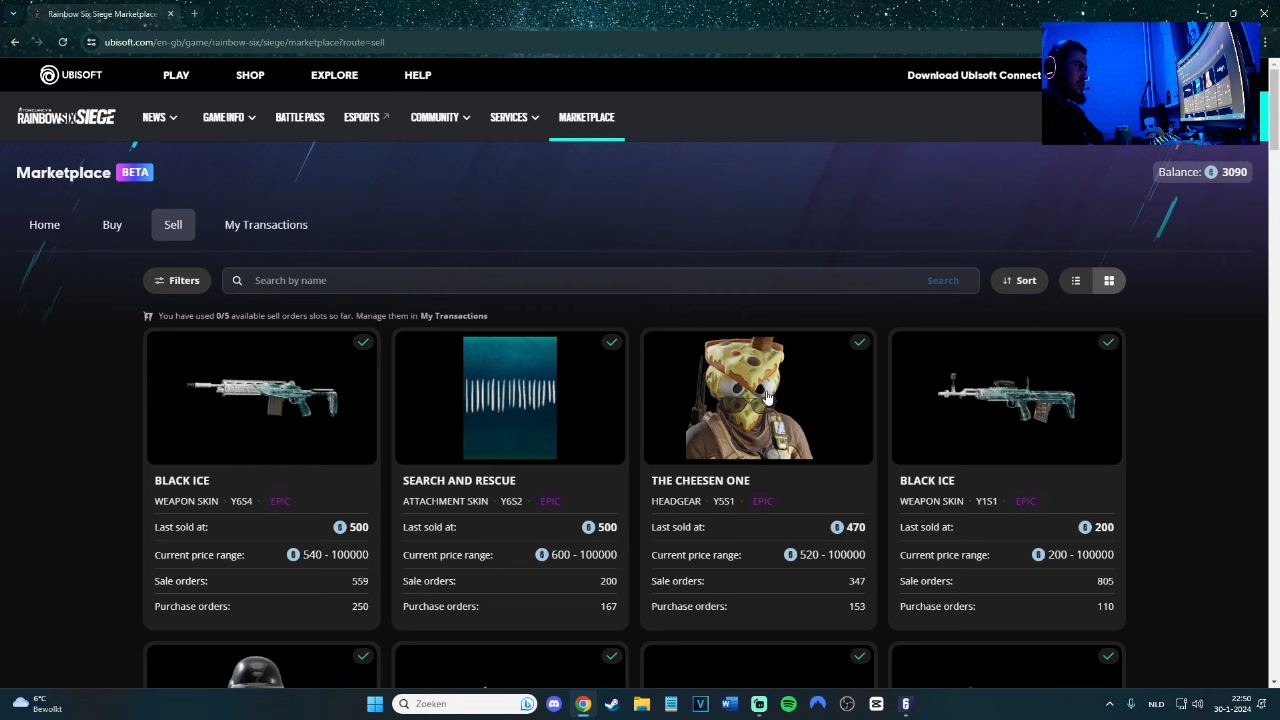 Rainbow Six Siege Marketplace
ubisoft.com/en-gb/game/rainbow-six/siege/marketplace?route=sell
UBISOFT
PLAY
SHOP
EXPLORE
HELP
Download Ubisoft Connect
TOM CLANCY'S
RAINBOW SIX SIEGE
NEWS
GAME INFO
BATTLE PASS
ESPORTS
COMMUNITY
SERVICES
MARKETPLACE
Marketplace BETA
Balance: 3090
Home
Buy
Sell
My Transactions
Filters
Search by name
Search
Sort
You have used 0/5 available sell orders slots so far. Manage them in My Transactions
BLACK ICE
WEAPON SKIN · Y6S4 · EPIC
Last sold at: 500
Current price range: 540 - 100000
Sale orders: 559
Purchase orders: 250
SEARCH AND RESCUE
ATTACHMENT SKIN · Y6S2 · EPIC
Last sold at: 500
Current price range: 600 - 100000
Sale orders: 200
Purchase orders: 167
THE CHEESEN ONE
HEADGEAR · Y5S1 · EPIC
Last sold at: 470
Current price range: 520 - 100000
Sale orders: 347
Purchase orders: 153
BLACK ICE
WEAPON SKIN · Y1S1 · EPIC
Last sold at: 200
Current price range: 200 - 100000
Sale orders: 805
Purchase orders: 110
6°C
Bewolkt
Zoeken
NLD
22:50
30-1-2024